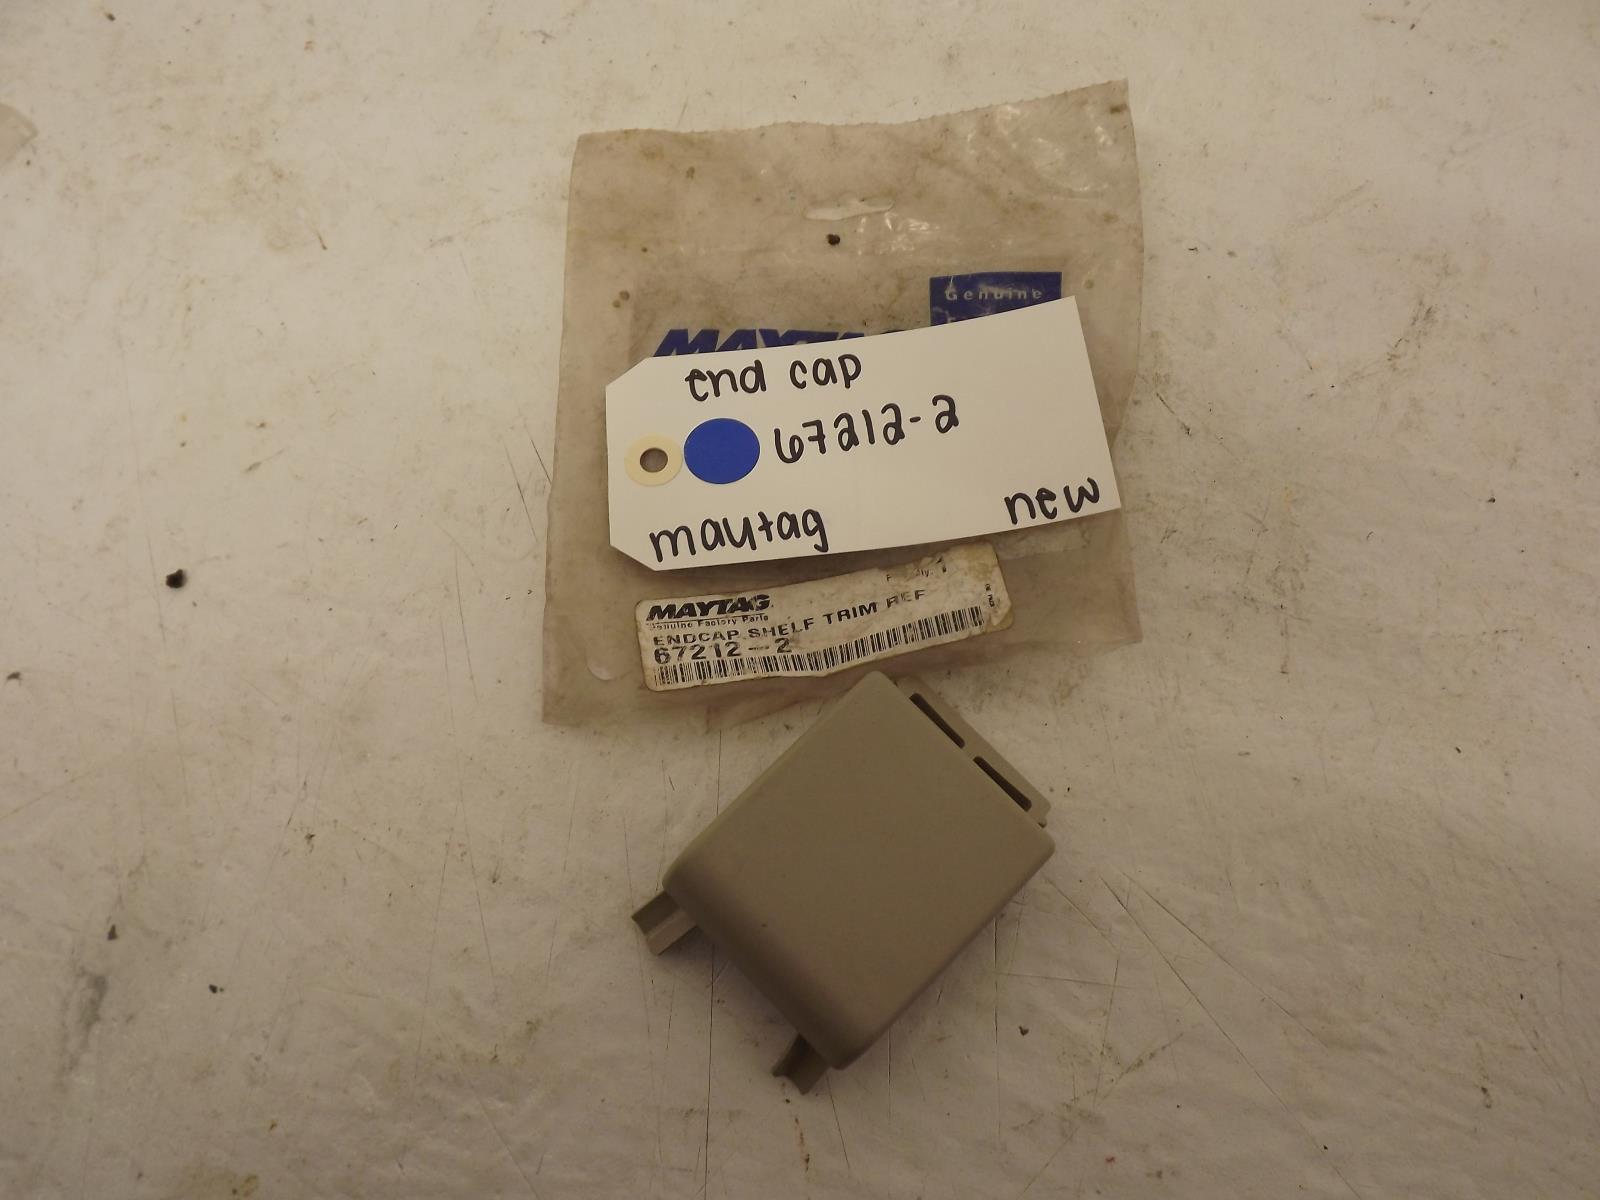 Genuine
MAYTAG
end cap
67212-2
maytag
new
MAYTAG
Genuine Factory Parts
ENDCAP, SHELF TRIM REF
67212-2